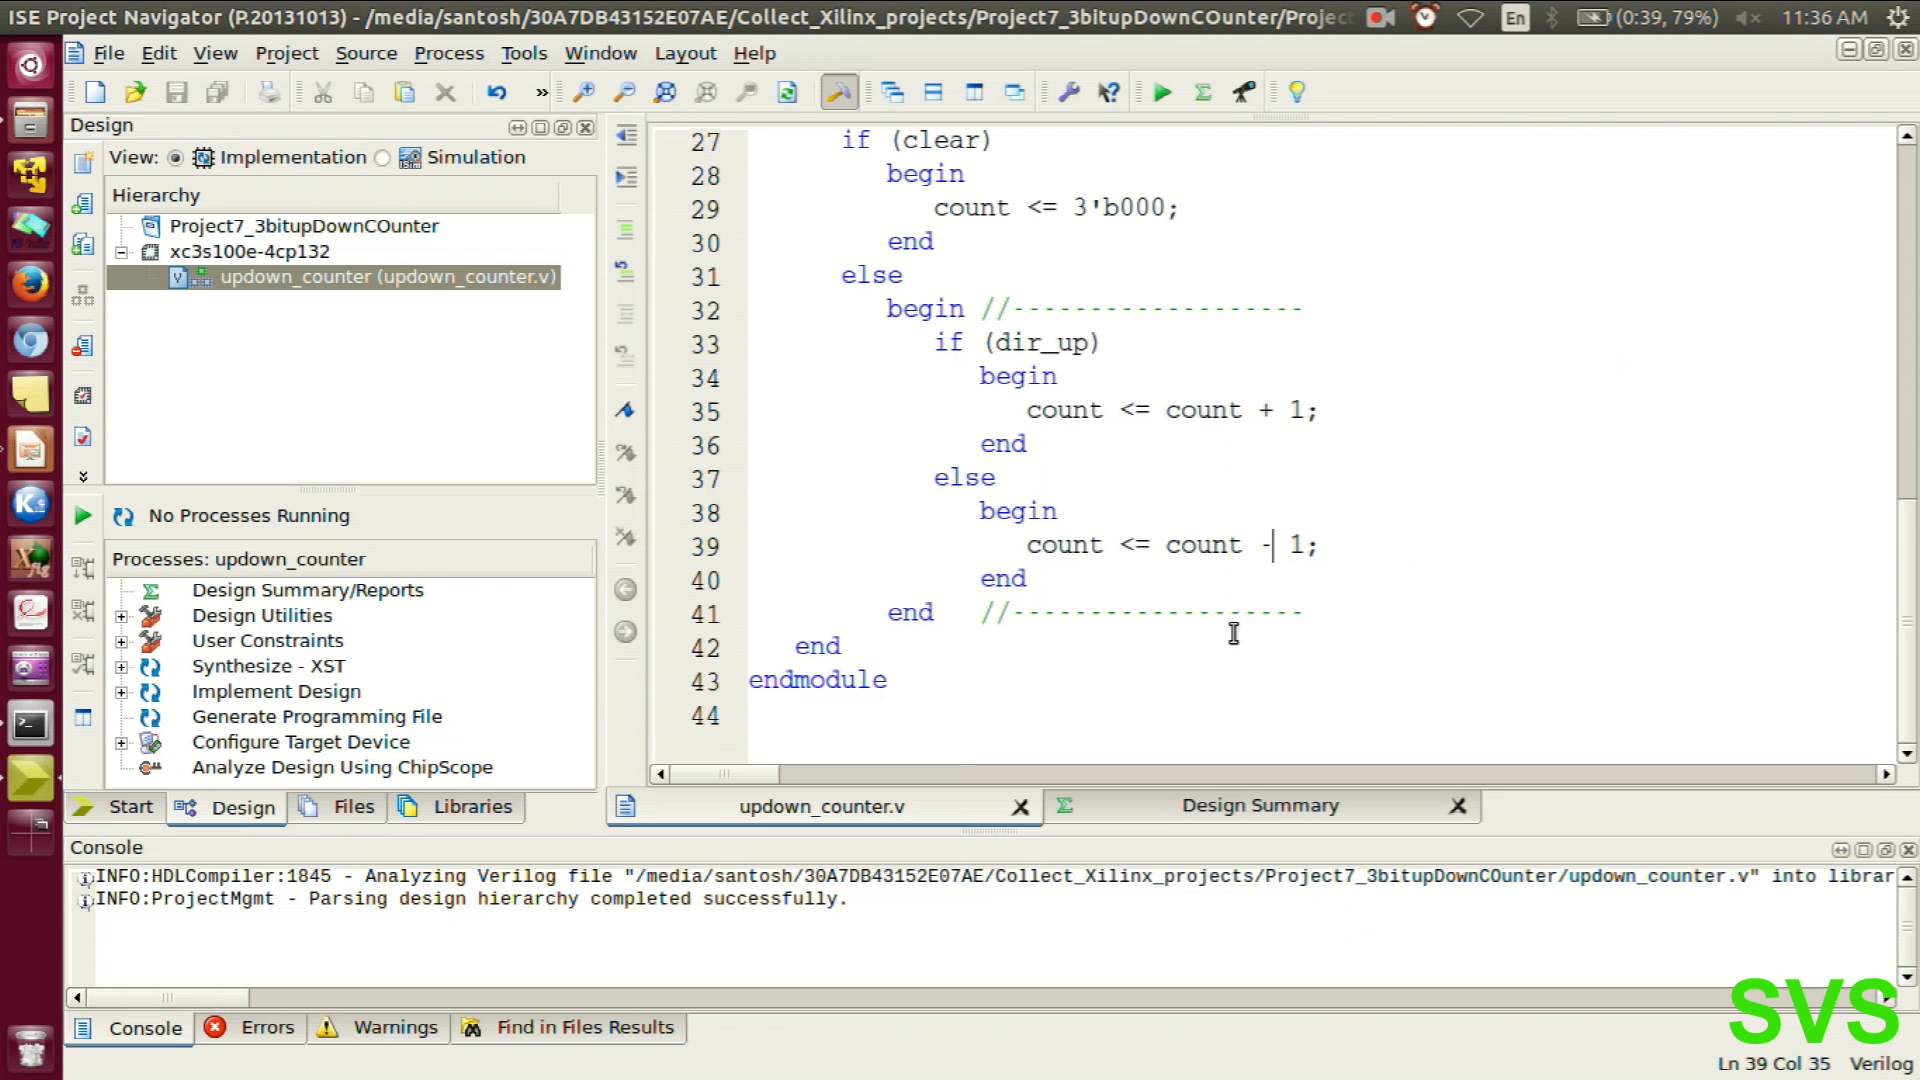 ISE Project Navigator (P.20131013) - /media/santosh/30A7DB43152E07AE/Collect_Xilinx_projects/Project7_3bitupDownCOunter/Project
En
(0:39, 79%)
11:36 AM
File Edit View Project Source Process Tools Window Layout Help
»
Design
View: Implementation Simulation
Hierarchy
Project7_3bitupDownCOunter
xc3s100e-4cp132
updown_counter (updown_counter.v)
No Processes Running
Processes: updown_counter
Design Summary/Reports
Design Utilities
User Constraints
Synthesize - XST
Implement Design
Generate Programming File
Configure Target Device
Analyze Design Using ChipScope
Start Design Files Libraries
27 if (clear)
28 begin
29 count <= 3'b000;
30 end
31 else
32 begin //-------------------
33 if (dir_up)
34 begin
35 count <= count + 1;
36 end
37 else
38 begin
39 count <= count - 1;
40 end
41 end //-------------------
42 end
43 endmodule
44
updown_counter.v
Design Summary
Console
INFO:HDLCompiler:1845 - Analyzing Verilog file "/media/santosh/30A7DB43152E07AE/Collect_Xilinx_projects/Project7_3bitupDownCOunter/updown_counter.v" into librar
INFO:ProjectMgmt - Parsing design hierarchy completed successfully.
Console Errors Warnings Find in Files Results
SVS
Ln 39 Col 35 Verilog